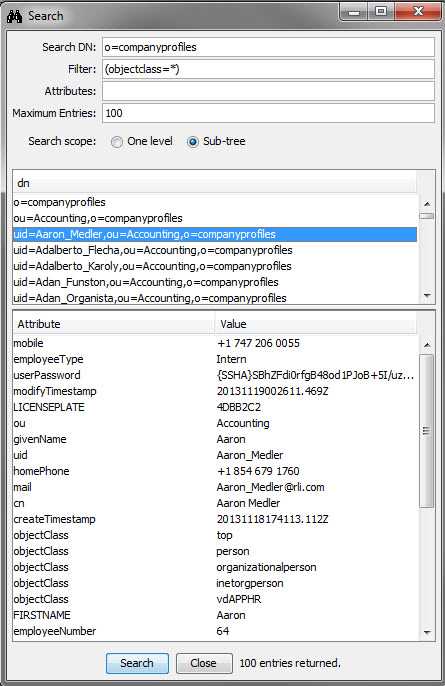 Search
Search DN: o=companyprofiles
Filter: (objectclass=*)
Attributes:
Maximum Entries: 100
Search scope: One level Sub-tree
dn
o=companyprofiles
ou=Accounting,o=companyprofiles
uid=Aaron_Medler,ou=Accounting,o=companyprofiles
uid=Adalberto_Flecha,ou=Accounting,o=companyprofiles
uid=Adalberto_Karoly,ou=Accounting,o=companyprofiles
uid=Adan_Funston,ou=Accounting,o=companyprofiles
uid=Adan_Organista,ou=Accounting,o=companyprofiles
Attribute Value
mobile +1 747 206 0055
employeeType Intern
userPassword {SSHA}SBhZFdi0rfgB48od1PJoB+5I/uz...
modifyTimestamp 20131119002611.469Z
LICENSEPLATE 4DBB2C2
ou Accounting
givenName Aaron
uid Aaron_Medler
homePhone +1 854 679 1760
mail Aaron_Medler@rli.com
cn Aaron Medler
createTimestamp 20131118174113.112Z
objectClass top
objectClass person
objectClass organizationalperson
objectClass inetorgperson
objectClass vdAPPHR
FIRSTNAME Aaron
employeeNumber 64
Search Close 100 entries returned.